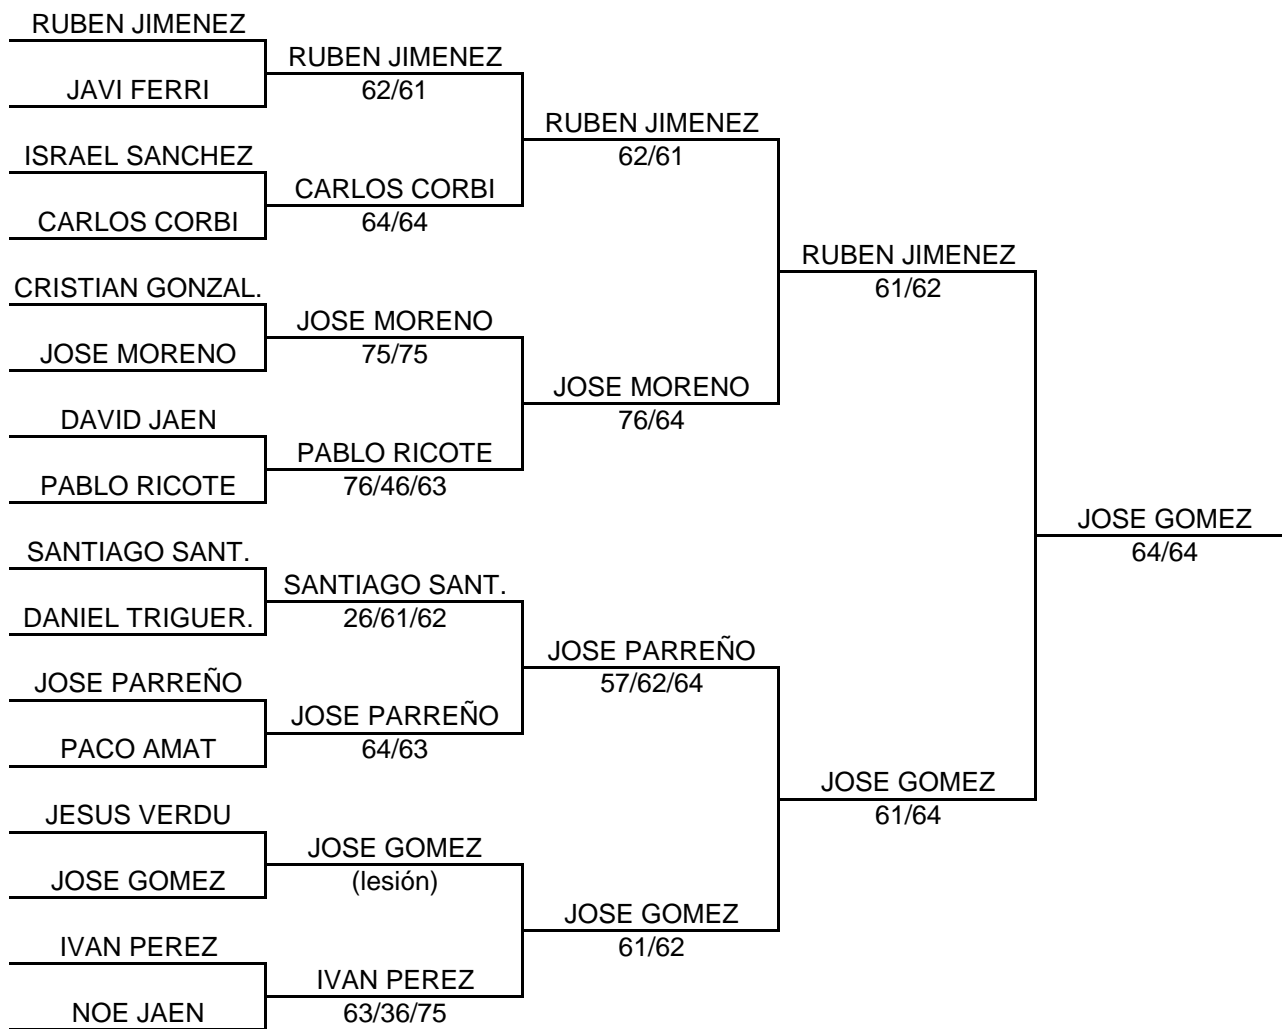 RUBEN JIMENEZ
JAVI FERRI
ISRAEL SANCHEZ
CARLOS CORBI
CRISTIAN GONZAL.
JOSE MORENO
DAVID JAEN
PABLO RICOTE
SANTIAGO SANT.
DANIEL TRIGUER.
JOSE PARREÑO
PACO AMAT
JESUS VERDU
JOSE GOMEZ
IVAN PEREZ
NOE JAEN
RUBEN JIMENEZ
62/61
CARLOS CORBI
64/64
JOSE MORENO
75/75
PABLO RICOTE
76/46/63
SANTIAGO SANT.
26/61/62
JOSE PARREÑO
64/63
JOSE GOMEZ
(lesión)
IVAN PEREZ
63/36/75
RUBEN JIMENEZ
62/61
JOSE MORENO
76/64
JOSE PARREÑO
57/62/64
JOSE GOMEZ
61/62
RUBEN JIMENEZ
61/62
JOSE GOMEZ
61/64
JOSE GOMEZ
64/64